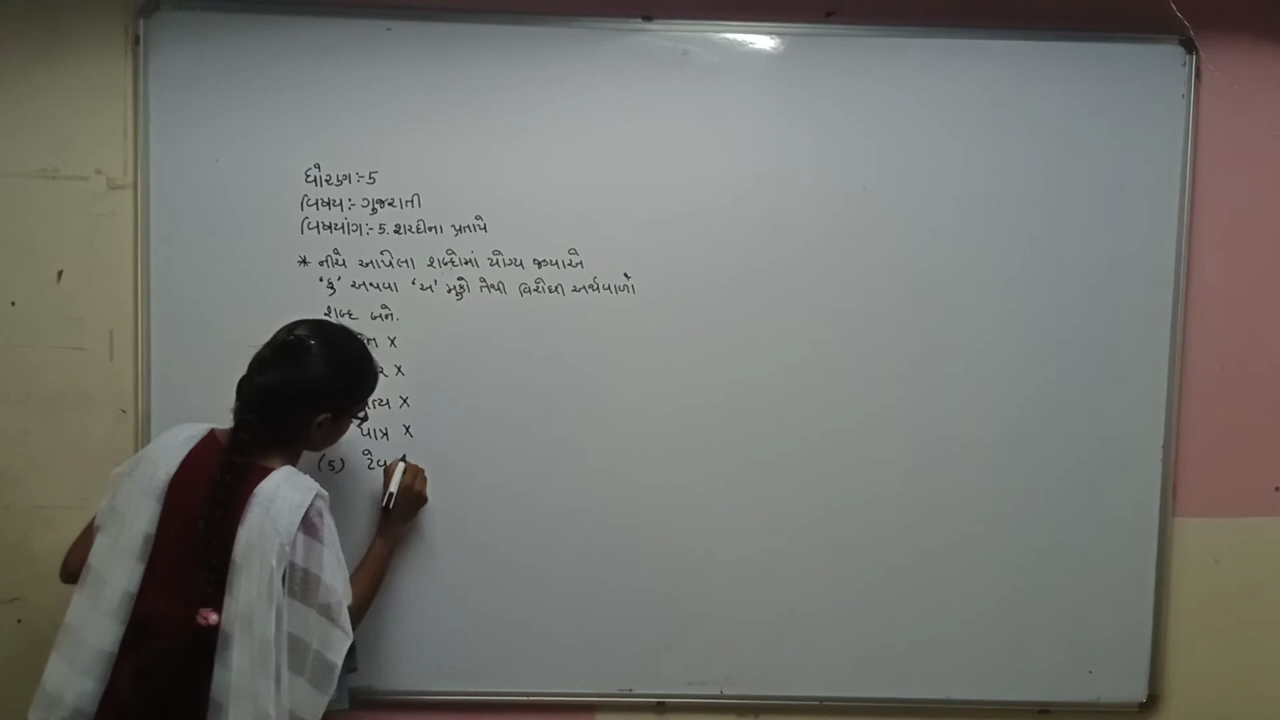 ધોરણ:- 5
વિષય:- ગુજરાતી
વિષયાંગ:- 5. શરદીના પ્રતાપે
* નીચે આપેલા શબ્દોમાં યોગ્ય જગ્યાએ
'કુ' અથવા 'અ' મૂકો તેથી વિરોધી અર્થવાળો
શબ્દ બને.
X
X
X
પાત્ર X
(5) ટેવ